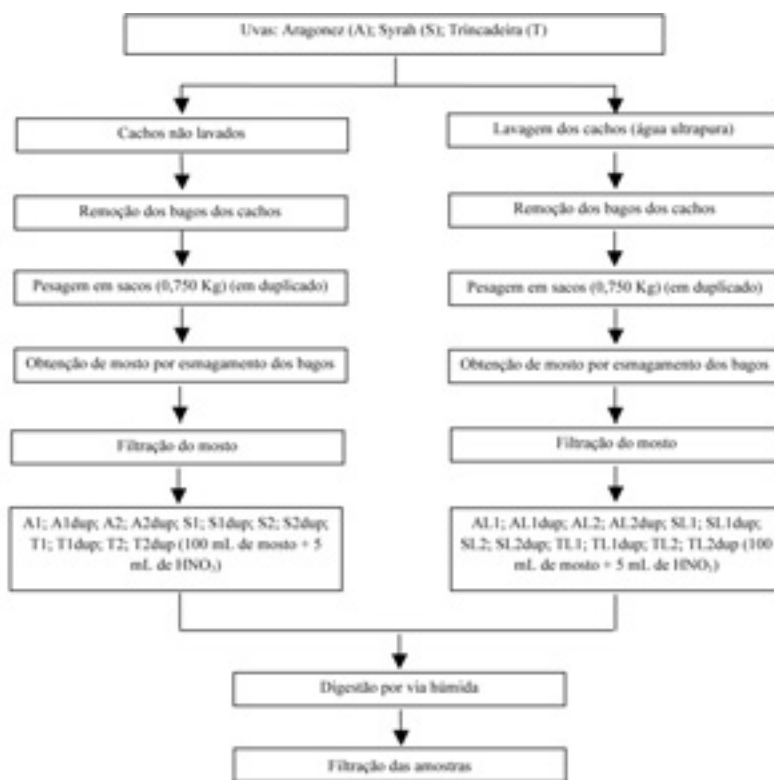 Uvas: Aragonez (A); Syrah (S); Trincadeira (T)
Cachos não lavados
Remoção dos bagos dos cachos
Pesagem em sacos (0,750 Kg) (em duplicado)
Obtenção de mosto por esmagamento dos bagos
Filtração do mosto
A1; A1dup; A2; A2dup; S1; S1dup; S2; S2dup;
T1; T1dup; T2; T2dup (100 mL de mosto + 5
mL de HNO₃)
Lavagem dos cachos (água ultrapura)
Remoção dos bagos dos cachos
Pesagem em sacos (0,750 Kg) (em duplicado)
Obtenção de mosto por esmagamento dos bagos
Filtração do mosto
AL1; AL1dup; AL2; AL2dup; SL1; SL1dup;
SL2; SL2dup; TL1; TL1dup; TL2; TL2dup (100
mL de mosto + 5 mL de HNO₃)
Digestão por via húmida
Filtração das amostras